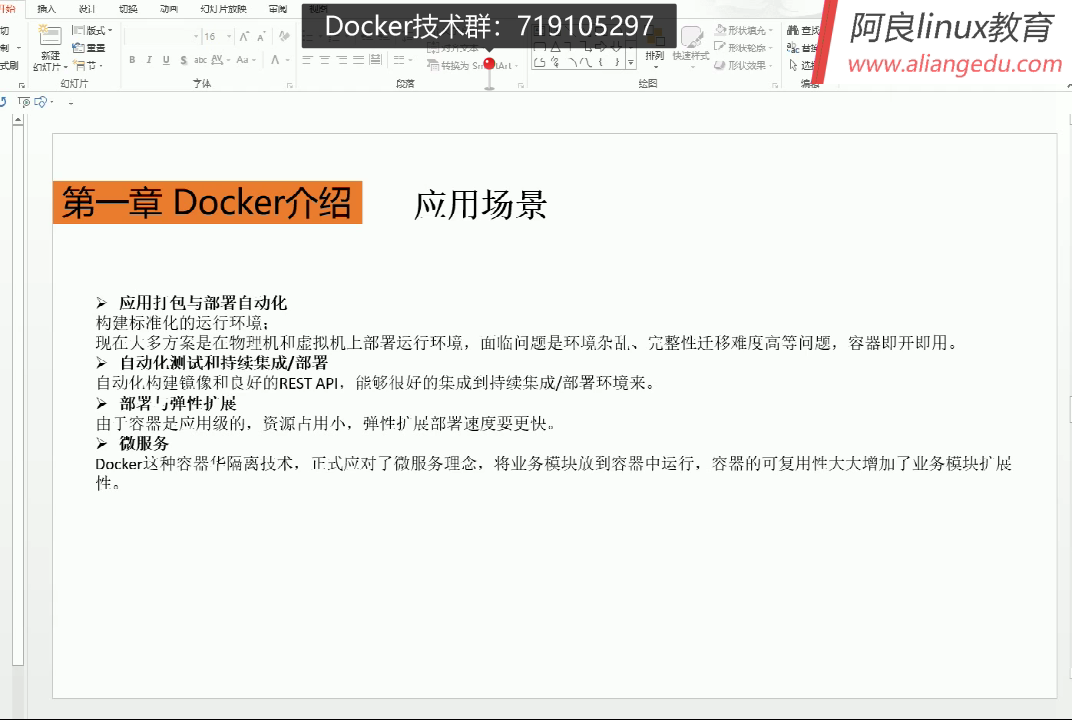 开始 插入 设计 切换 动画 幻灯片放映 审阅 视图
Docker技术群：719105297
阿良linux教育
www.aliangedu.com
新建
幻灯片
版式
重置
节
16
B I U S abc AV Aa A
转换为 SmartArt
排列
快速样式
形状填充
形状轮廓
形状效果
查找
替换
选择
幻灯片
字体
段落
绘图
编辑
第一章 Docker介绍
应用场景
➢ 应用打包与部署自动化
构建标准化的运行环境；
现在大多方案是在物理机和虚拟机上部署运行环境，面临问题是环境杂乱、完整性迁移难度高等问题，容器即开即用。
➢ 自动化测试和持续集成/部署
自动化构建镜像和良好的REST API，能够很好的集成到持续集成/部署环境来。
➢ 部署与弹性扩展
由于容器是应用级的，资源占用小，弹性扩展部署速度要更快。
➢ 微服务
Docker这种容器华隔离技术，正式应对了微服务理念，将业务模块放到容器中运行，容器的可复用性大大增加了业务模块扩展
性。